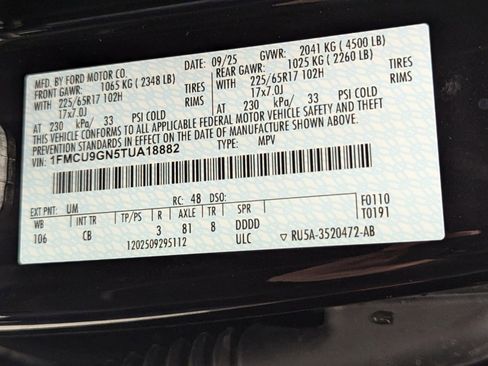 MFD. BY FORD MOTOR CO.
DATE: 09/25 GVWR: 2041 KG (4500 LB)
FRONT GAWR: 1065 KG (2348 LB) REAR GAWR: 1025 KG (2260 LB)
WITH 225/65R17 102H TIRES WITH 225/65R17 102H TIRES
17x7.0J RIMS 17x7.0J RIMS
AT 230 kPa/ 33 PSI COLD AT 230 kPa/ 33 PSI COLD
THIS VEHICLE CONFORMS TO ALL APPLICABLE FEDERAL MOTOR VEHICLE SAFETY, BUMPER, AND THEFT
PREVENTION STANDARDS IN EFFECT ON THE DATE OF MANUFACTURE SHOWN ABOVE.
VIN: 1FMCU9GN5TUA18882 TYPE: MPV
EXT PNT: UM RC: 48 DSO: F0110
WB INT TR TP/PS R AXLE TR SPR T0191
106 CB 3 81 8 DDDD
1202509295112 ULC RU5A-3520472-AB